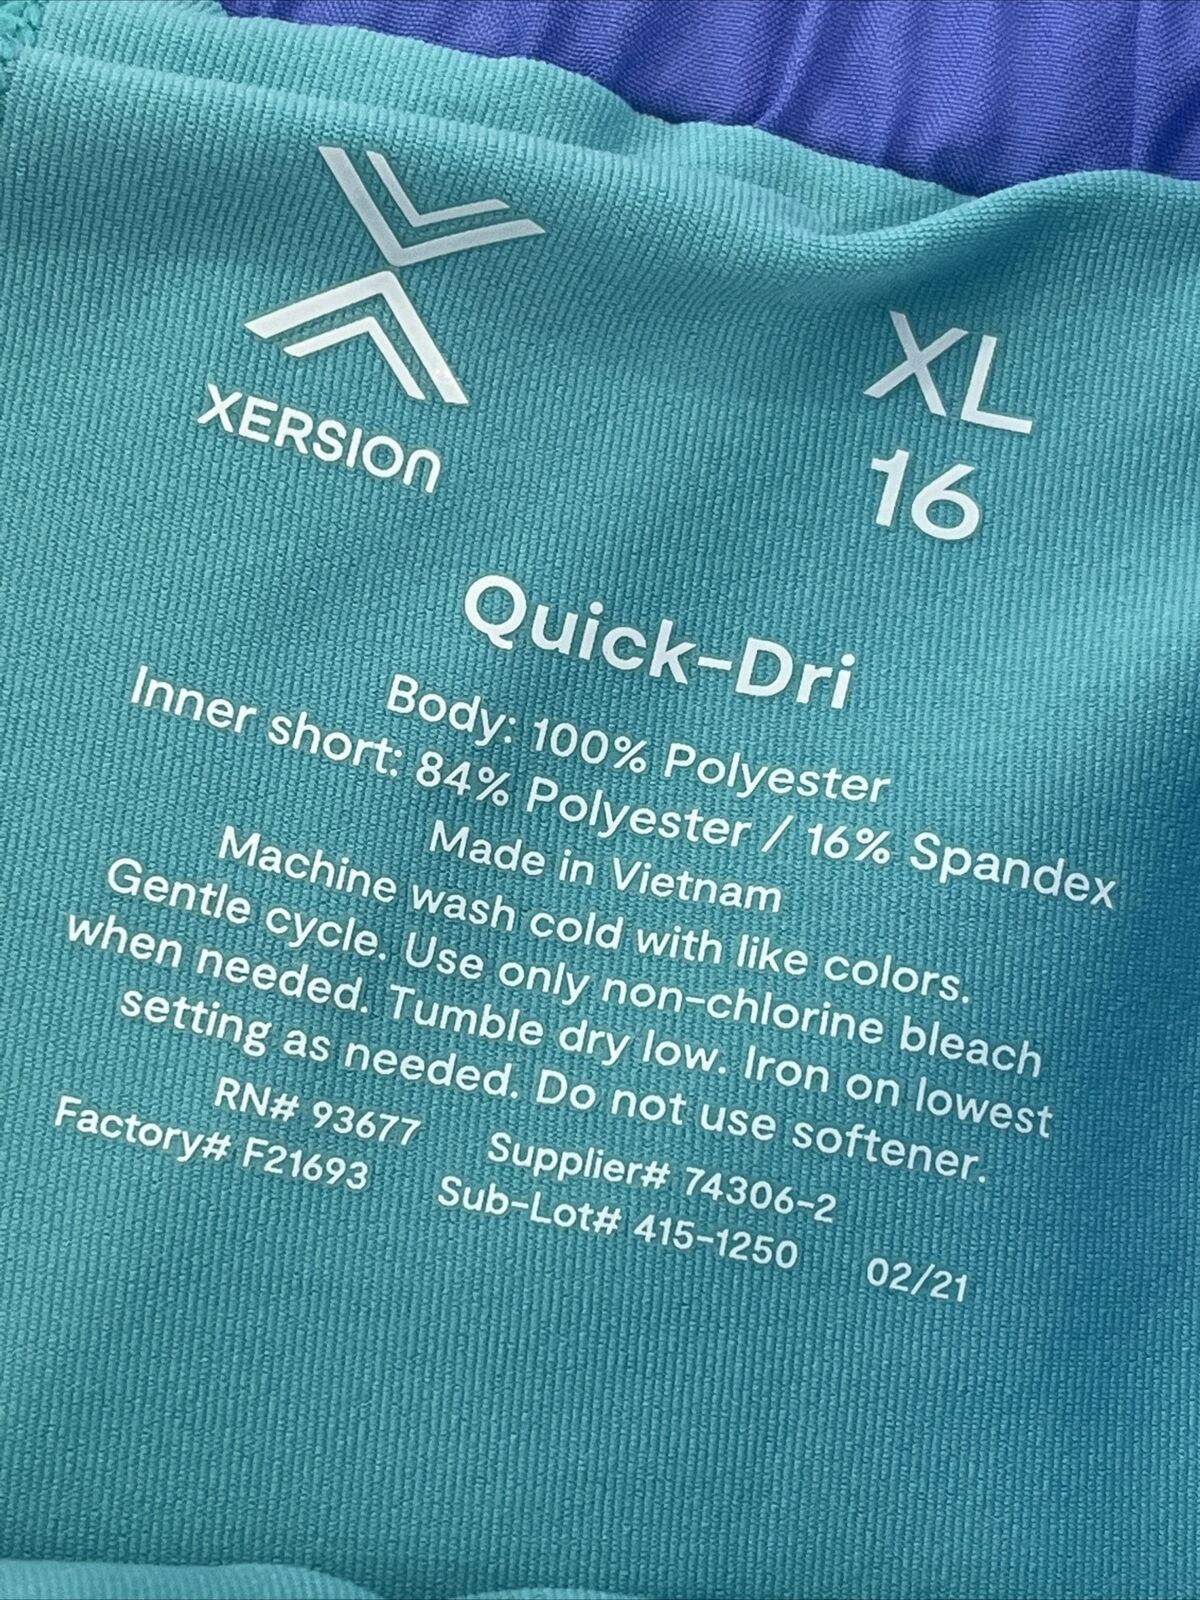 XERSION
XL
16
Quick-Dri
Body: 100% Polyester
Inner short: 84% Polyester / 16% Spandex
Made in Vietnam
Machine wash cold with like colors.
Gentle cycle. Use only non-chlorine bleach
when needed. Tumble dry low. Iron on lowest
setting as needed. Do not use softener.
RN# 93677 Supplier# 74306-2
Factory# F21693 Sub-Lot# 415-1250 02/21